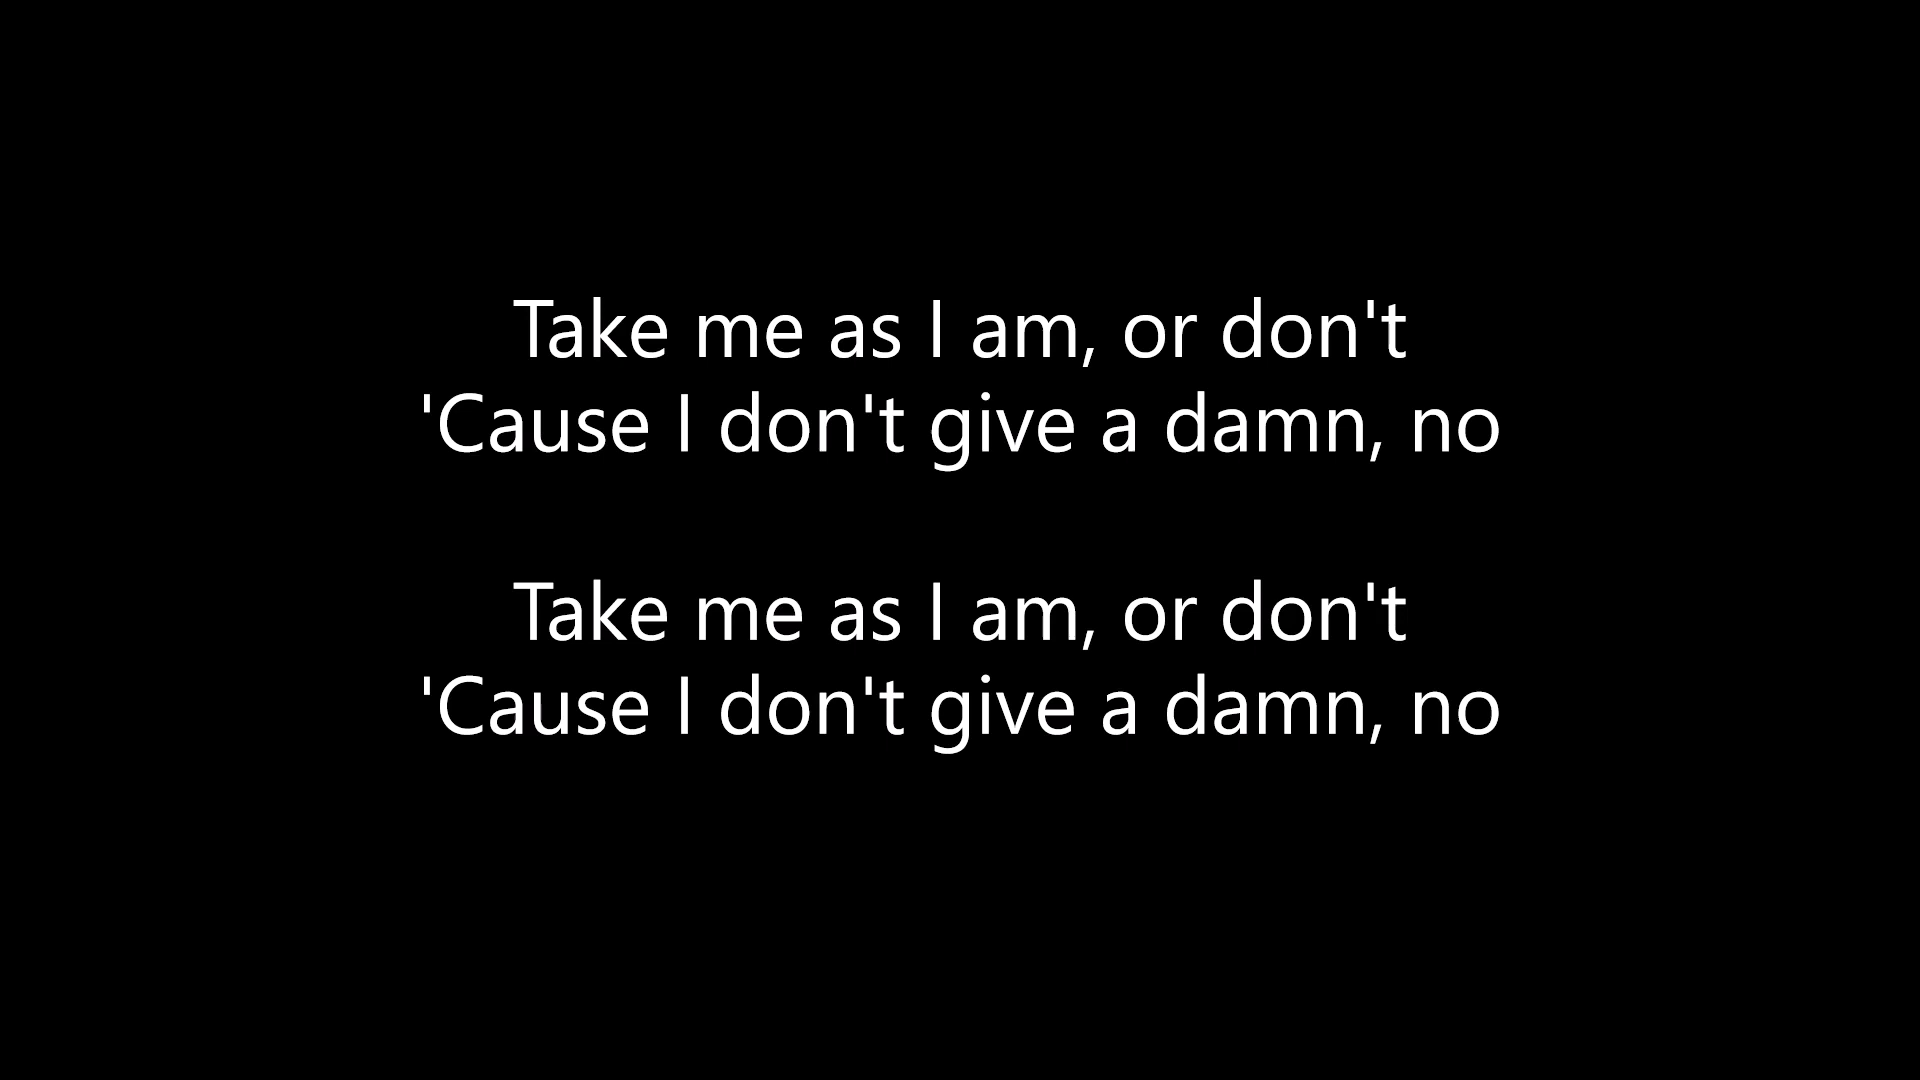 Take me as I am, or don't
'Cause I don't give a damn, no
Take me as I am, or don't
'Cause I don't give a damn, no